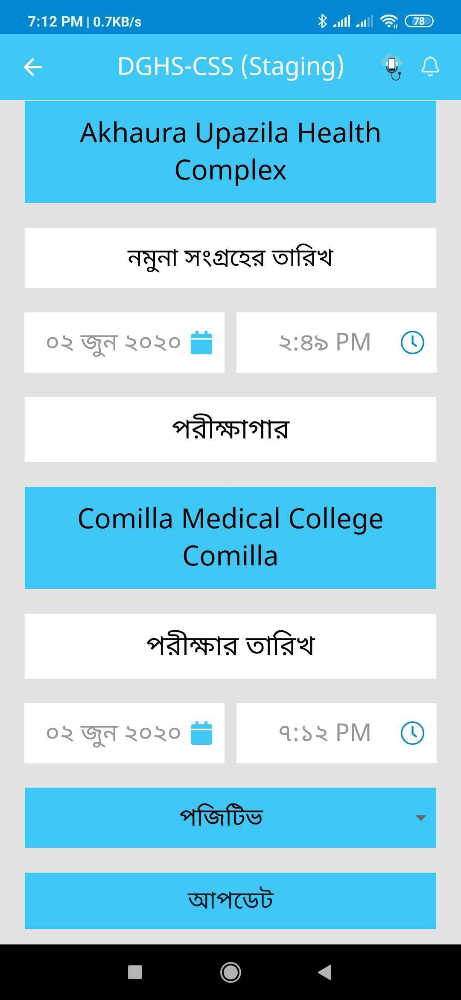 7:12 PM | 0.7KB/s 78
DGHS-CSS (Staging)
Akhaura Upazila Health
Complex
নমুনা সংগ্রহের তারিখ
০২ জুন ২০২০ ২:৪৯ PM
পরীক্ষাগার
Comilla Medical College
Comilla
পরীক্ষার তারিখ
০২ জুন ২০২০ ৭:১২ PM
পজিটিভ
আপডেট